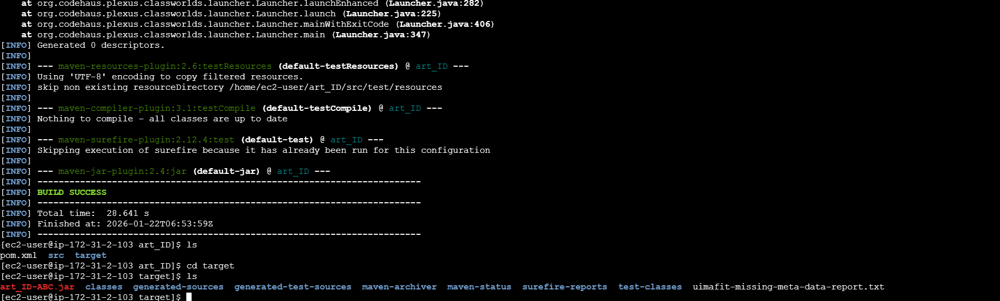 at org.codehaus.plexus.classworlds.launcher.Launcher.launchEnhanced (Launcher.java:282)
    at org.codehaus.plexus.classworlds.launcher.Launcher.launch (Launcher.java:225)
    at org.codehaus.plexus.classworlds.launcher.Launcher.mainWithExitCode (Launcher.java:406)
    at org.codehaus.plexus.classworlds.launcher.Launcher.main (Launcher.java:347)
[INFO] Generated 0 descriptors.
[INFO]
[INFO] --- maven-resources-plugin:2.6:testResources (default-testResources) @ art_ID ---
[INFO] Using 'UTF-8' encoding to copy filtered resources.
[INFO] skip non existing resourceDirectory /home/ec2-user/art_ID/src/test/resources
[INFO]
[INFO] --- maven-compiler-plugin:3.1:testCompile (default-testCompile) @ art_ID ---
[INFO] Nothing to compile - all classes are up to date
[INFO]
[INFO] --- maven-surefire-plugin:2.12.4:test (default-test) @ art_ID ---
[INFO] Skipping execution of surefire because it has already been run for this configuration
[INFO]
[INFO] --- maven-jar-plugin:2.4:jar (default-jar) @ art_ID ---
[INFO] ------------------------------------------------------------------------
[INFO] BUILD SUCCESS
[INFO] ------------------------------------------------------------------------
[INFO] Total time:  28.641 s
[INFO] Finished at: 2026-01-22T06:53:59Z
[INFO] ------------------------------------------------------------------------
[ec2-user@ip-172-31-2-103 art_ID]$ ls
pom.xml  src  target
[ec2-user@ip-172-31-2-103 art_ID]$ cd target
[ec2-user@ip-172-31-2-103 target]$ ls
art_ID-ABC.jar  classes  generated-sources  generated-test-sources  maven-archiver  maven-status  surefire-reports  test-classes  uimafit-missing-meta-data-report.txt
[ec2-user@ip-172-31-2-103 target]$